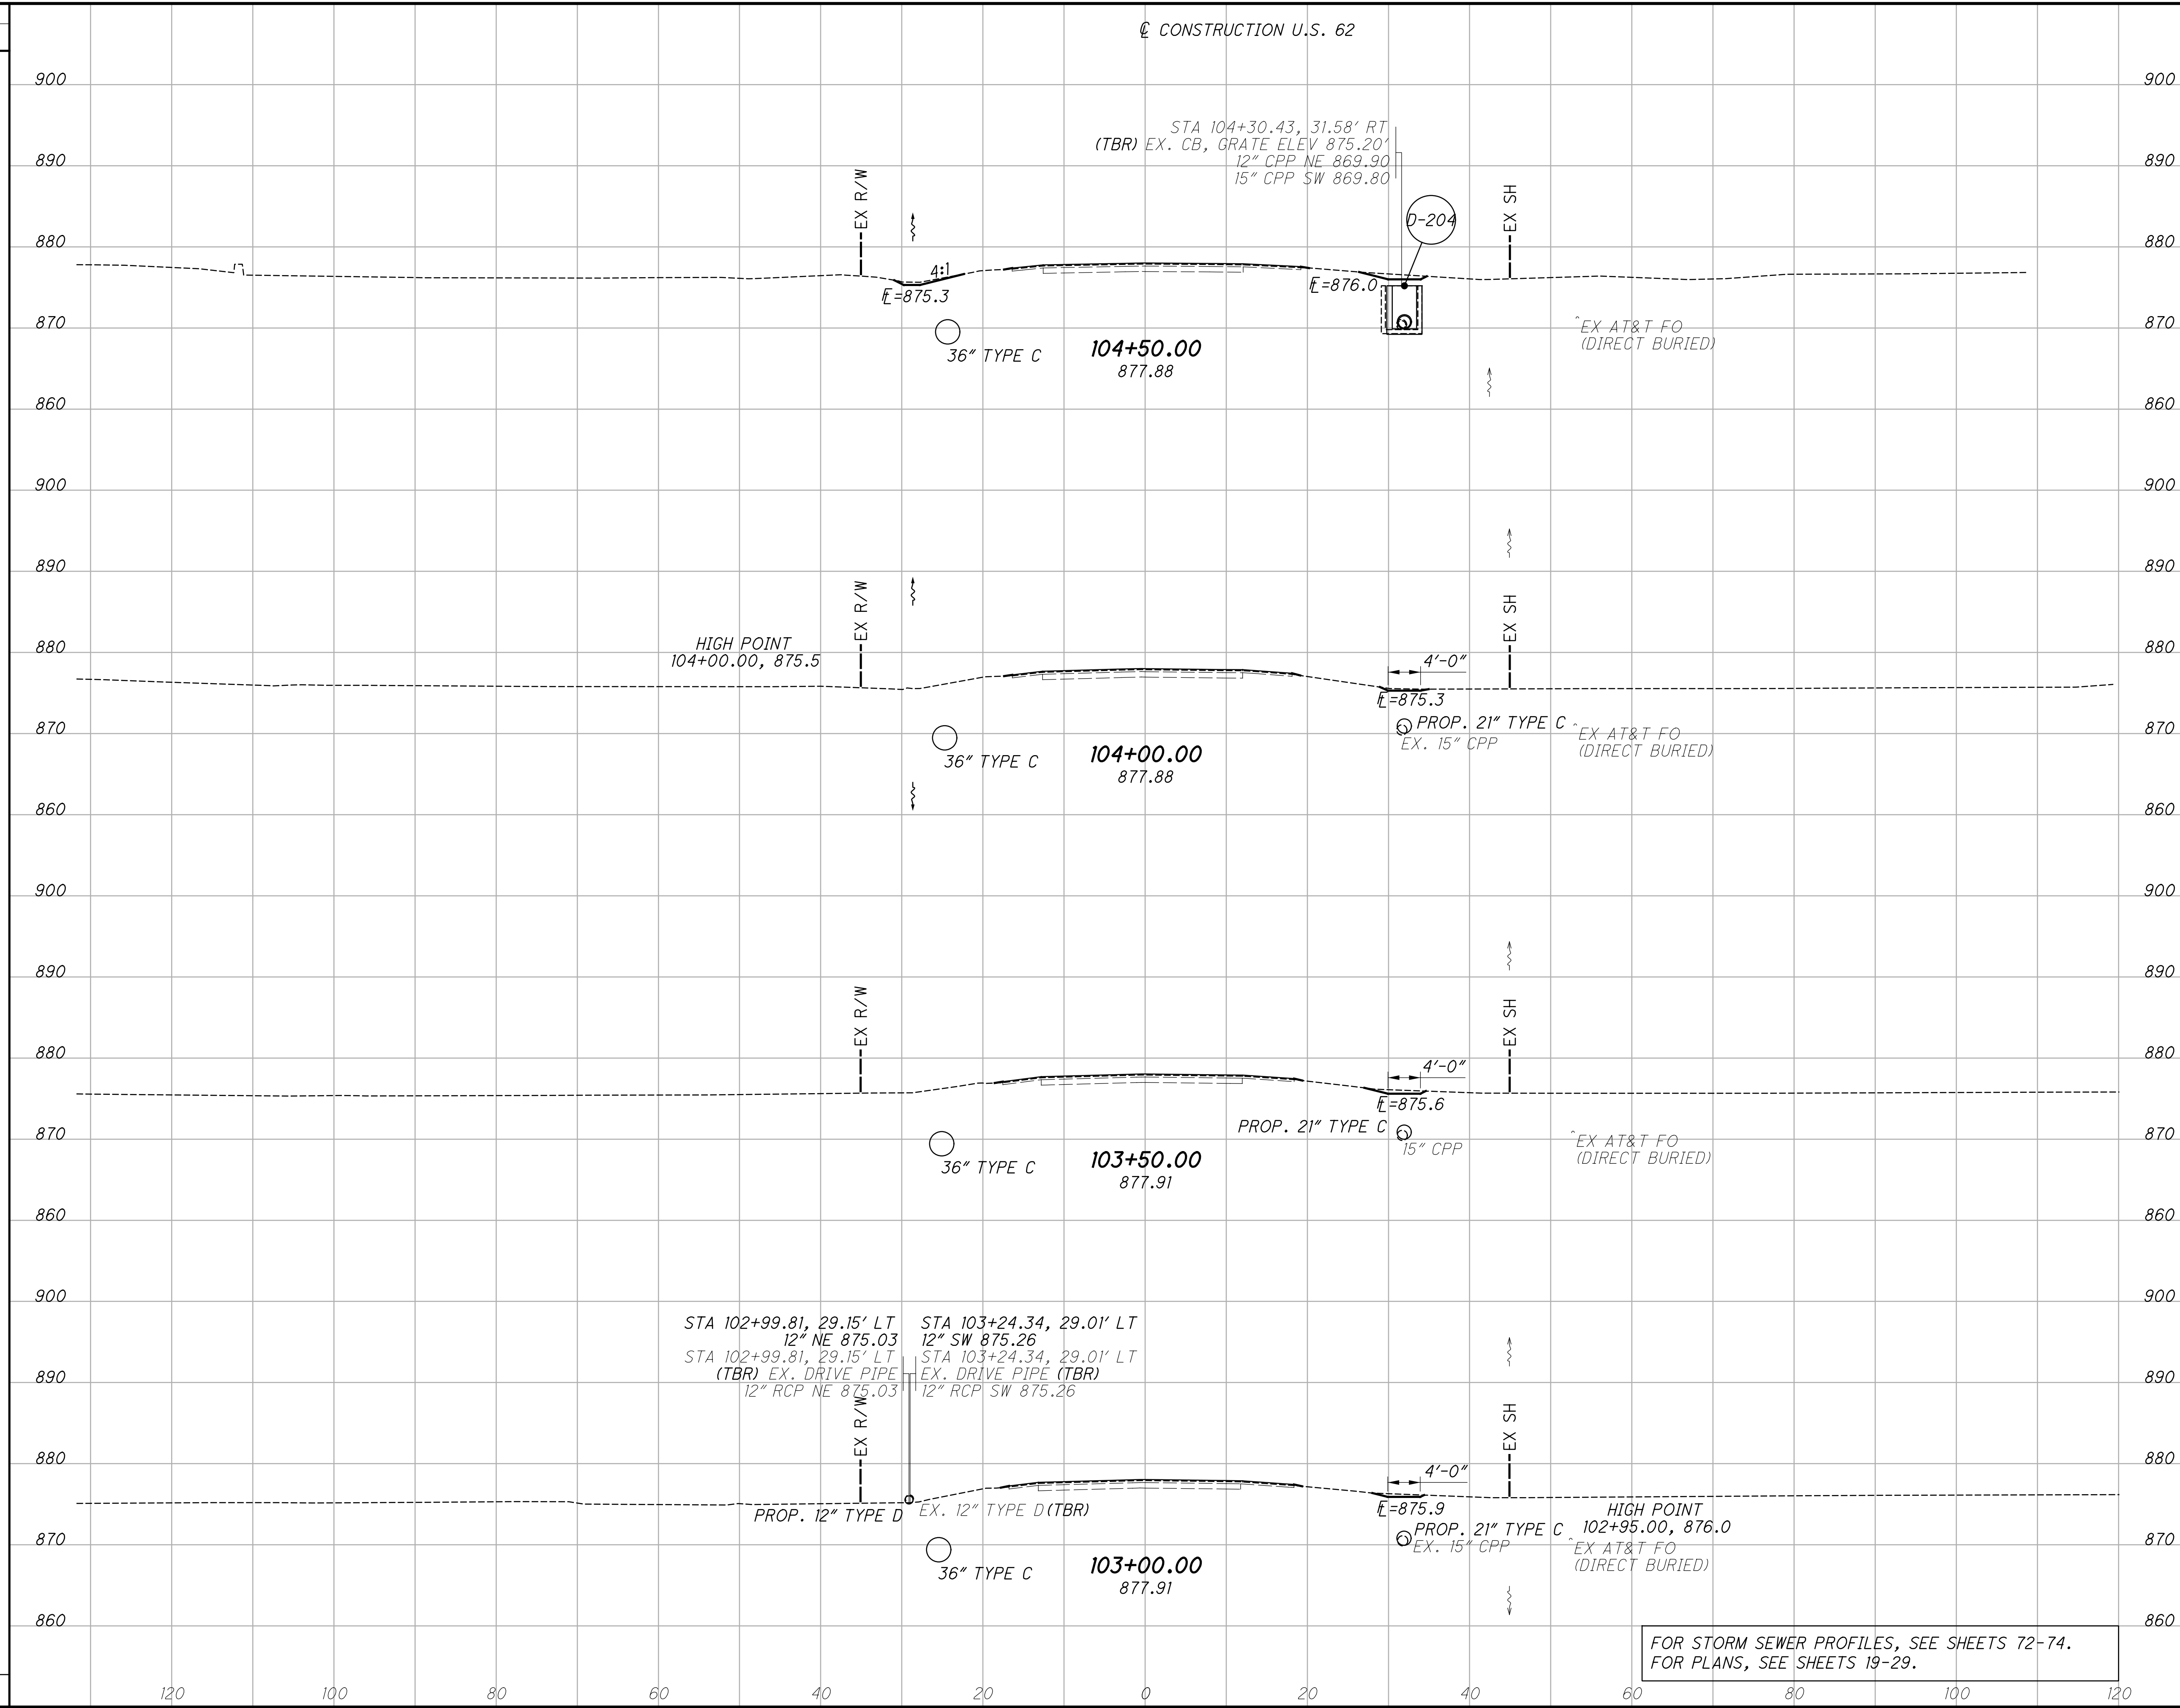 ℄ CONSTRUCTION U.S. 62
900 900
STA 104+30.43, 31.58' RT
(TBR) EX. CB, GRATE ELEV 875.20'
12" CPP NE 869.90
15" CPP SW 869.80
890 890
EX R/W
EX SH
D-204
880 880
4:1
℄=875.3
℄=876.0
870 870
36" TYPE C
104+50.00
877.88
EX AT&T FO
(DIRECT BURIED)
860 860
900 900
890 890
EX R/W
EX SH
HIGH POINT
104+00.00, 875.5
880 880
4'-0"
℄=875.3
PROP. 21" TYPE C
EX. 15" CPP
870 870
36" TYPE C
104+00.00
877.88
EX AT&T FO
(DIRECT BURIED)
860 860
900 900
890 890
EX R/W
EX SH
880 880
4'-0"
℄=875.6
PROP. 21" TYPE C
15" CPP
870 870
36" TYPE C
103+50.00
877.91
EX AT&T FO
(DIRECT BURIED)
860 860
900 900
STA 102+99.81, 29.15' LT
12" NE 875.03
STA 102+99.81, 29.15' LT
(TBR) EX. DRIVE PIPE
12" RCP NE 875.03
STA 103+24.34, 29.01' LT
12" SW 875.26
STA 103+24.34, 29.01' LT
EX. DRIVE PIPE (TBR)
12" RCP SW 875.26
890 890
EX R/W
EX SH
880 880
4'-0"
PROP. 12" TYPE D
EX. 12" TYPE D (TBR)
℄=875.9
HIGH POINT
102+95.00, 876.0
PROP. 21" TYPE C
EX. 15" CPP
870 870
36" TYPE C
103+00.00
877.91
EX AT&T FO
(DIRECT BURIED)
860 860
FOR STORM SEWER PROFILES, SEE SHEETS 72-74.
FOR PLANS, SEE SHEETS 19-29.
120 100 80 60 40 20 0 20 40 60 80 100 120